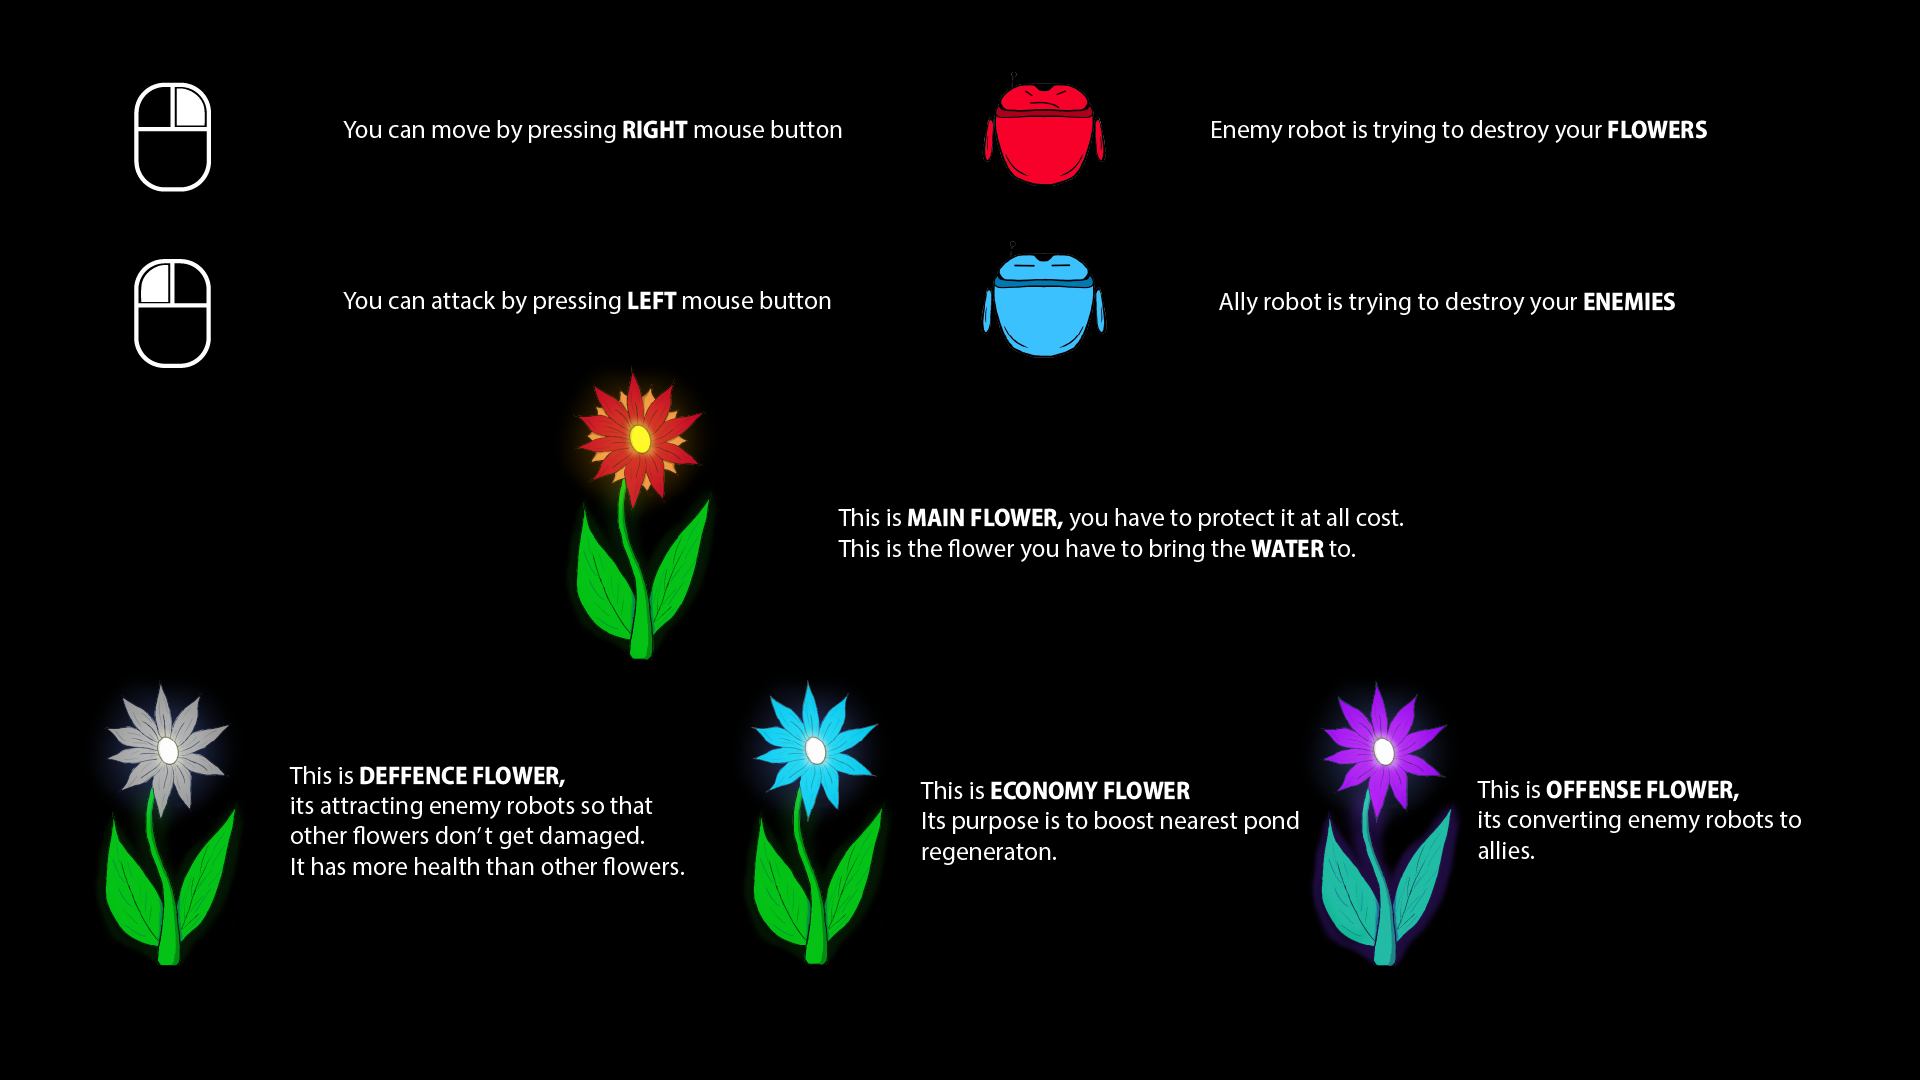 You can move by pressing RIGHT mouse button
Enemy robot is trying to destroy your FLOWERS
You can attack by pressing LEFT mouse button
Ally robot is trying to destroy your ENEMIES
This is MAIN FLOWER, you have to protect it at all cost.
This is the flower you have to bring the WATER to.
This is DEFFENCE FLOWER,
its attracting enemy robots so that
other flowers don't get damaged.
It has more health than other flowers.
This is ECONOMY FLOWER
Its purpose is to boost nearest pond
regeneraton.
This is OFFENSE FLOWER,
its converting enemy robots to
allies.